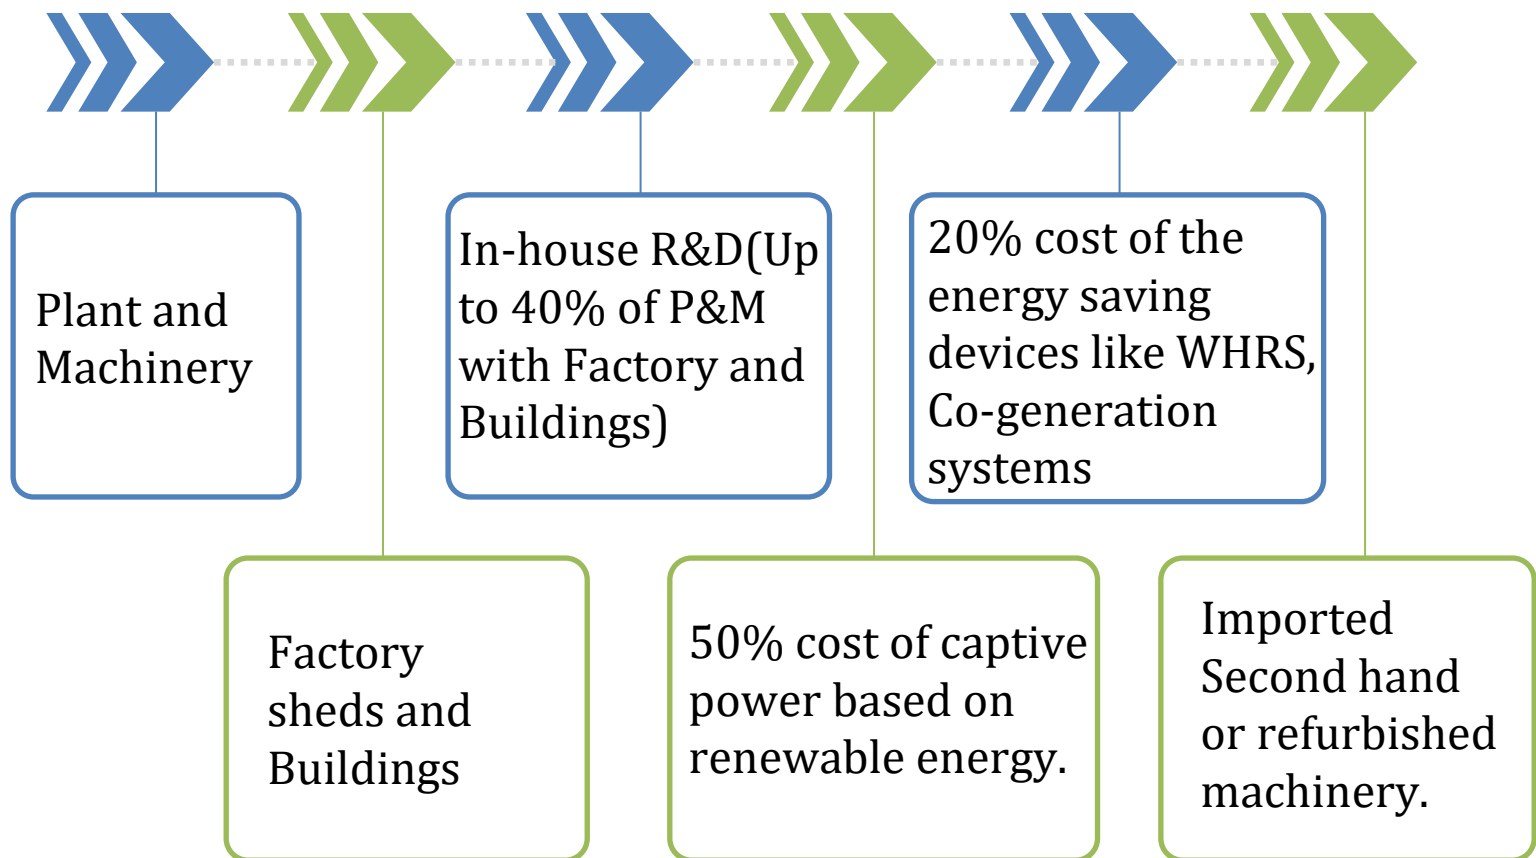 Plant and
Machinery
Factory
sheds and
Buildings
In-house R&D(Up
to 40% of P&M
with Factory and
Buildings)
50% cost of captive
power based on
renewable energy.
20% cost of the
energy saving
devices like WHRS,
Co-generation
systems
Imported
Second hand
or refurbished
machinery.